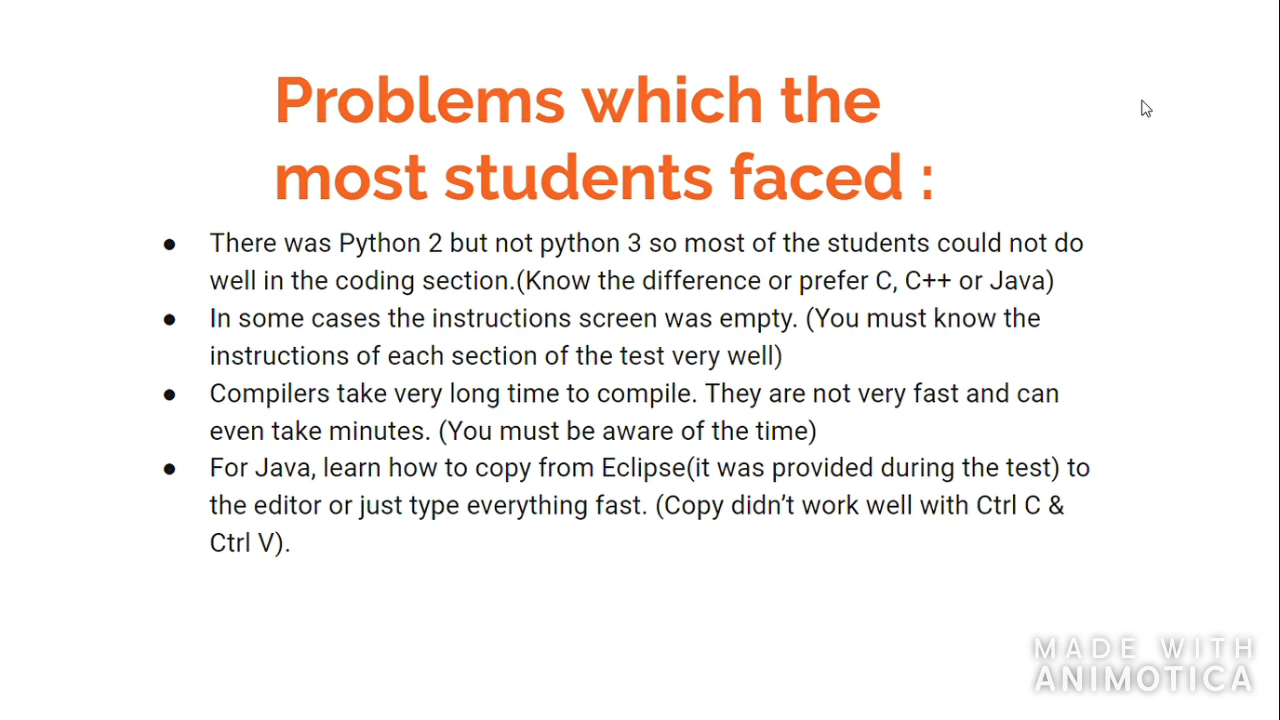 Problems which the
most students faced :
● There was Python 2 but not python 3 so most of the students could not do
well in the coding section.(Know the difference or prefer C, C++ or Java)
● In some cases the instructions screen was empty. (You must know the
instructions of each section of the test very well)
● Compilers take very long time to compile. They are not very fast and can
even take minutes. (You must be aware of the time)
● For Java, learn how to copy from Eclipse(it was provided during the test) to
the editor or just type everything fast. (Copy didn’t work well with Ctrl C &
Ctrl V).
MADE WITH
ANIMOTICA